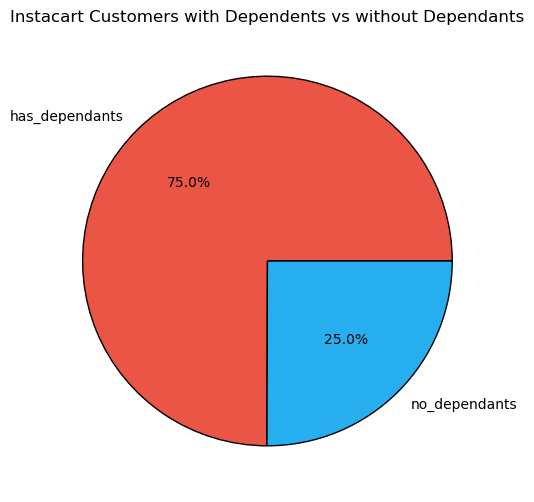 Instacart Customers with Dependents vs without Dependants
has_dependants
75.0%
25.0%
no_dependants